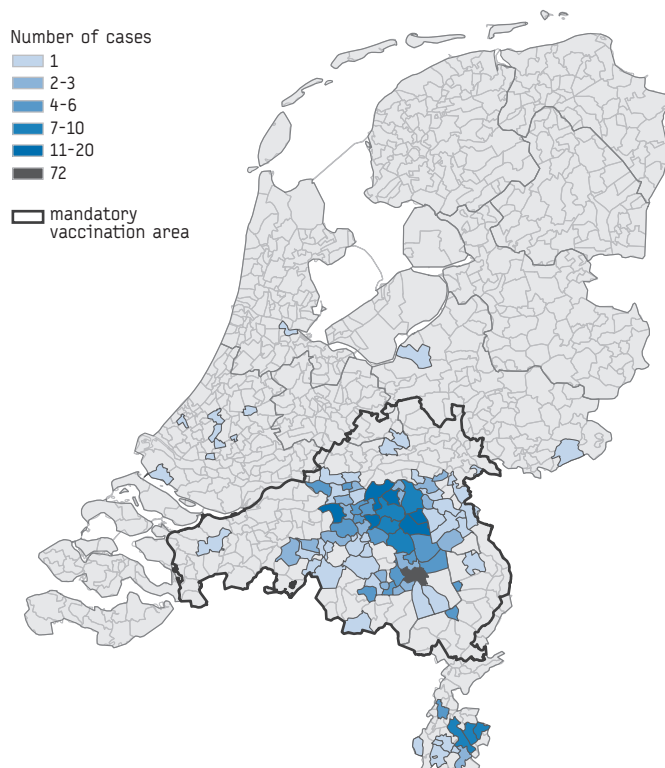 Number of cases
1
2-3
4-6
7-10
11-20
72
mandatory
vaccination area